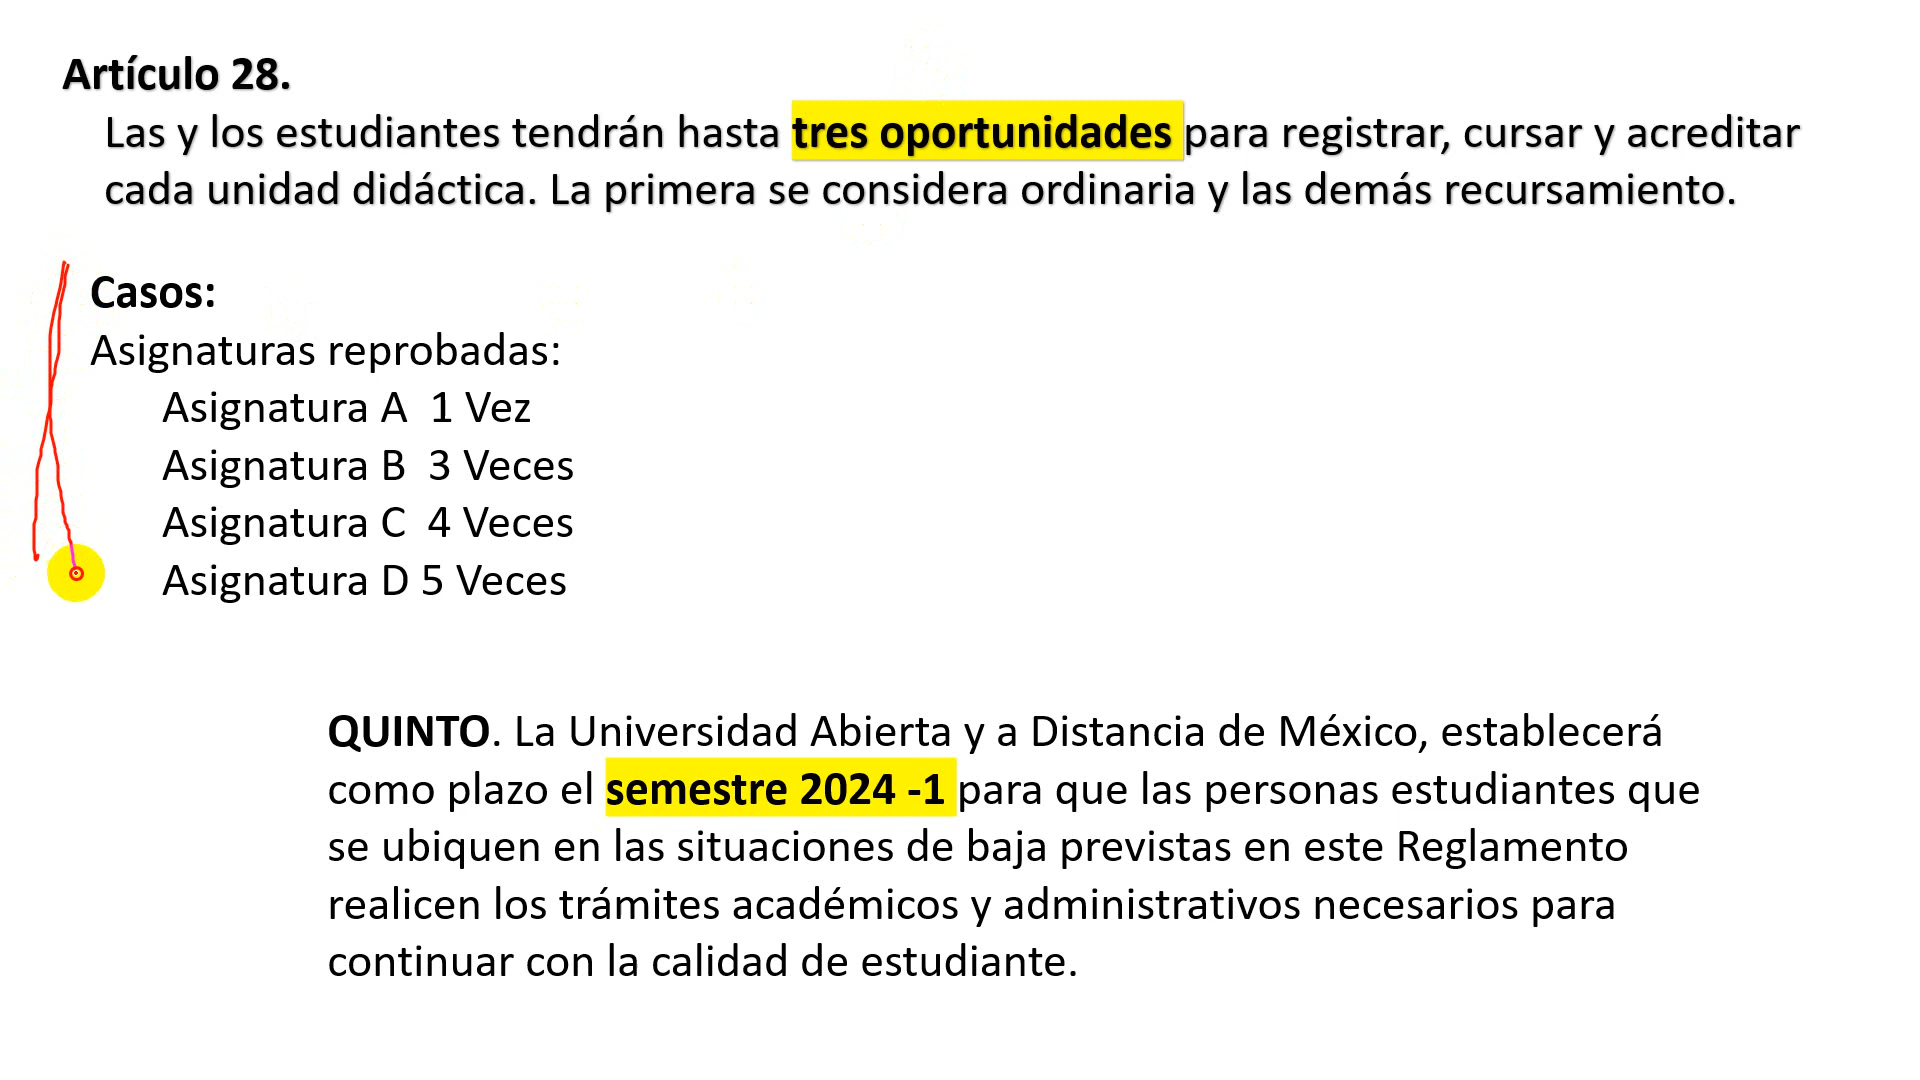 Artículo 28.
Las y los estudiantes tendrán hasta tres oportunidades para registrar, cursar y acreditar
cada unidad didáctica. La primera se considera ordinaria y las demás recursamiento.
Casos:
Asignaturas reprobadas:
Asignatura A 1 Vez
Asignatura B 3 Veces
Asignatura C 4 Veces
Asignatura D 5 Veces
QUINTO. La Universidad Abierta y a Distancia de México, establecerá
como plazo el semestre 2024 -1 para que las personas estudiantes que
se ubiquen en las situaciones de baja previstas en este Reglamento
realicen los trámites académicos y administrativos necesarios para
continuar con la calidad de estudiante.